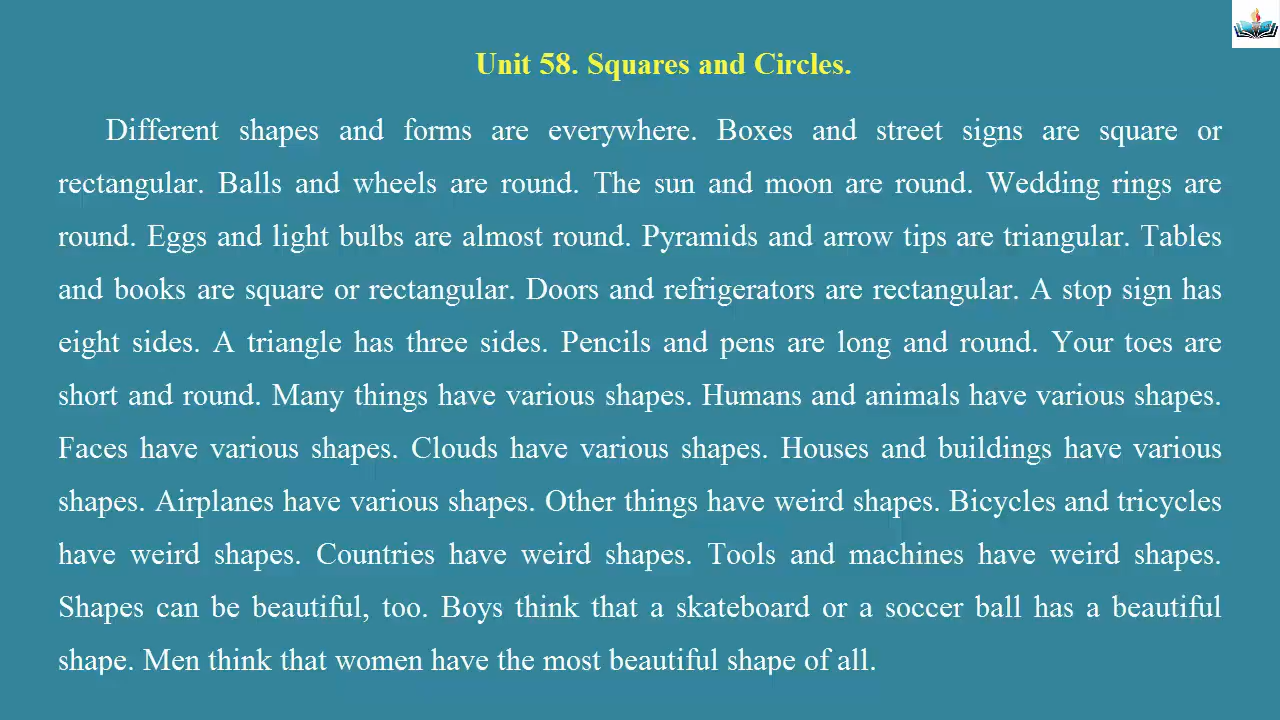 Unit 58. Squares and Circles.
Different shapes and forms are everywhere. Boxes and street signs are square or
rectangular. Balls and wheels are round. The sun and moon are round. Wedding rings are
round. Eggs and light bulbs are almost round. Pyramids and arrow tips are triangular. Tables
and books are square or rectangular. Doors and refrigerators are rectangular. A stop sign has
eight sides. A triangle has three sides. Pencils and pens are long and round. Your toes are
short and round. Many things have various shapes. Humans and animals have various shapes.
Faces have various shapes. Clouds have various shapes. Houses and buildings have various
shapes. Airplanes have various shapes. Other things have weird shapes. Bicycles and tricycles
have weird shapes. Countries have weird shapes. Tools and machines have weird shapes.
Shapes can be beautiful, too. Boys think that a skateboard or a soccer ball has a beautiful
shape. Men think that women have the most beautiful shape of all.